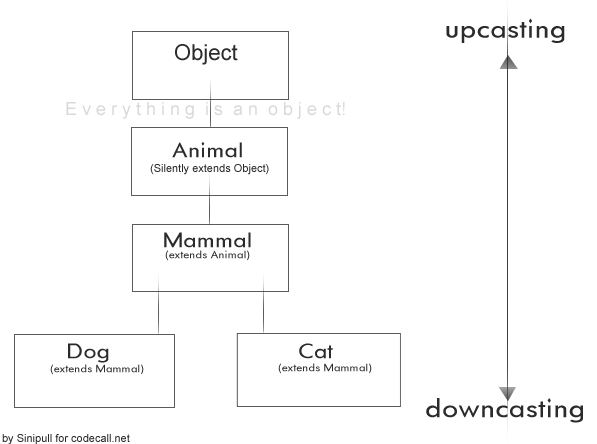 upcasting
Object
Everything is an object!
Animal
(Silently extends Object)
Mammal
(extends Animal)
Dog
(extends Mammal)
Cat
(extends Mammal)
downcasting
by Sinipull for codecall.net